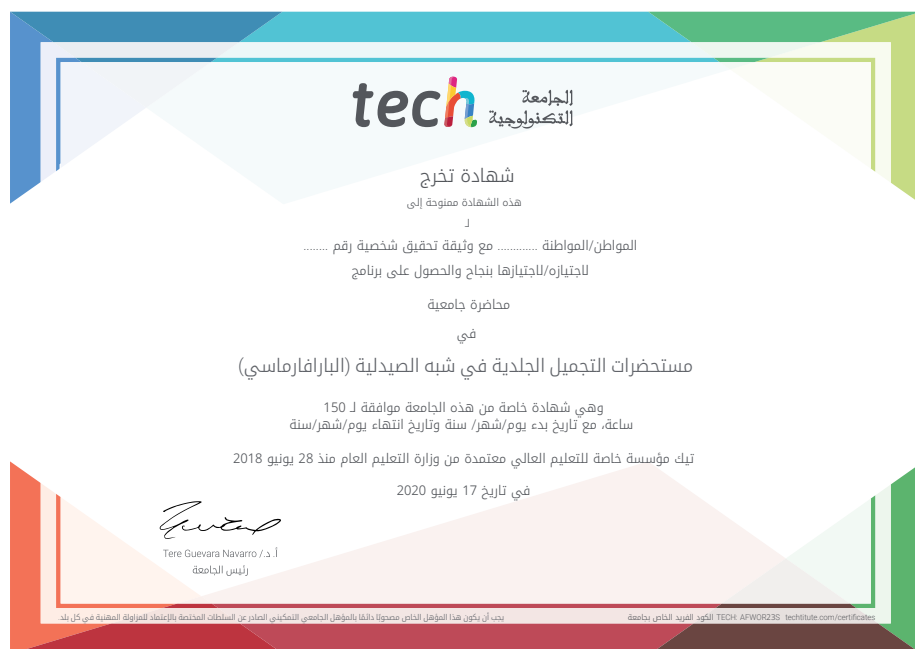 tech
الجامعة
التكنولوجية
شهادة تخرج
هذه الشهادة ممنوحة إلى
لـ
المواطن/المواطنة ............. مع وثيقة تحقيق شخصية رقم ........
لاجتيازه/لاجتيازها بنجاح والحصول على برنامج
محاضرة جامعية
في
مستحضرات التجميل الجلدية في شبه الصيدلية (البارافارماسي)
وهي شهادة خاصة من هذه الجامعة موافقة لـ 150
ساعة، مع تاريخ بدء يوم/شهر/ سنة وتاريخ انتهاء يوم/شهر/سنة
تيك مؤسسة خاصة للتعليم العالي معتمدة من وزارة التعليم العام منذ 28 يونيو 2018
في تاريخ 17 يونيو 2020
أ. د./ Tere Guevara Navarro
رئيس الجامعة
يجب أن يكون هذا المؤهل الخاص مصحوبًا دائمًا بالمؤهل الجامعي التمكيني الصادر عن السلطات المختصة بالإعتماد للمزاولة المهنية في كل بلد.
الكود الفريد الخاص بجامعة TECH: AFWOR23S techtitute.com/certificates